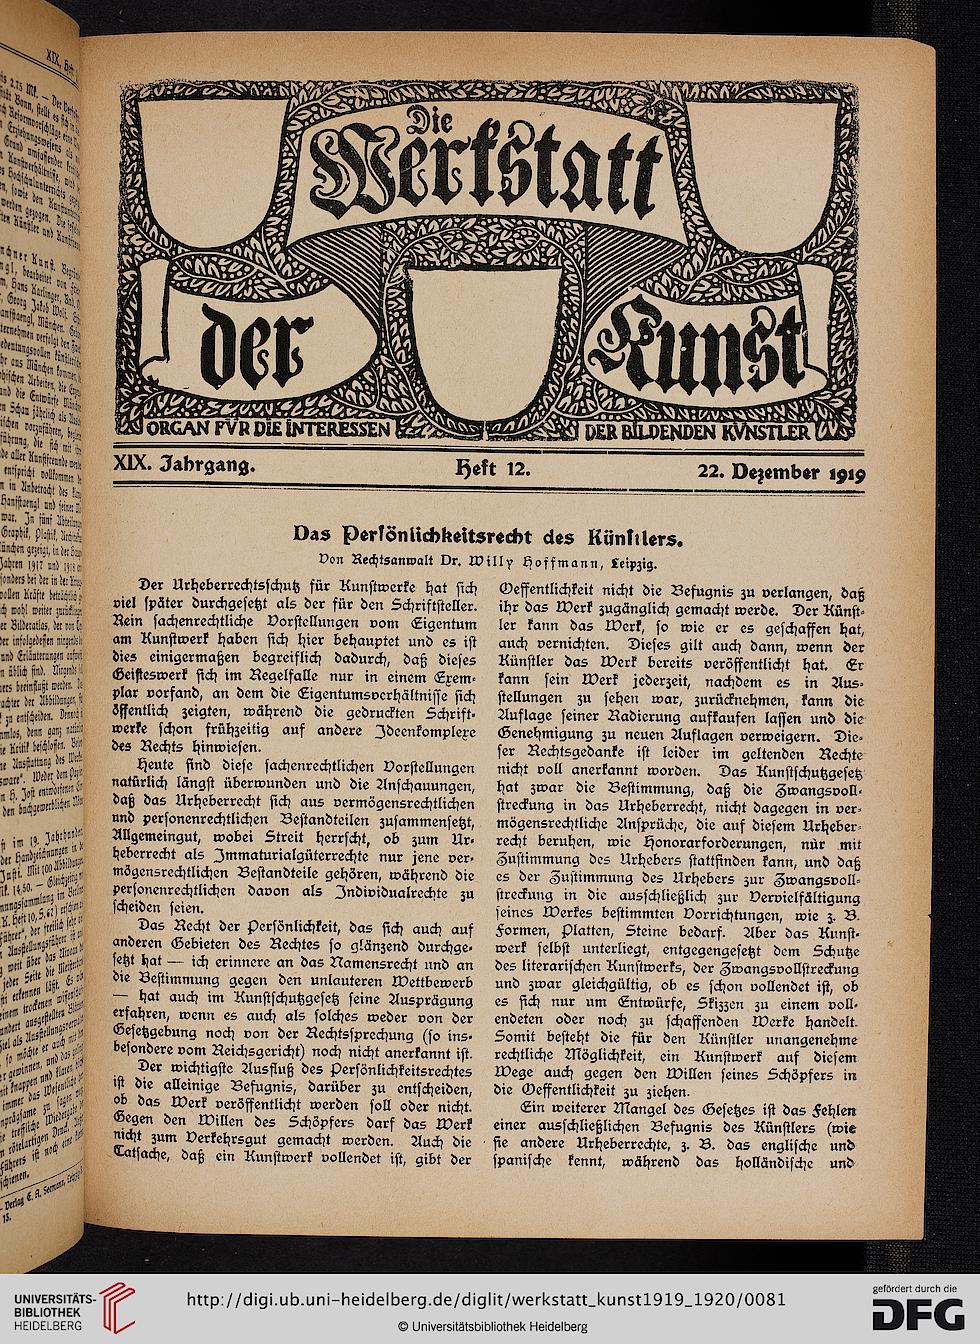 Die
Werkstatt
der
Kunst
ORGAN FVR DIE INTERESSEN
DER BILDENDEN KVNSTLER
XIX. Jahrgang.
Heft 12.
22. Dezember 1919
Das Persönlichkeitsrecht des Künstlers.
Von Rechtsanwalt Dr. Willy Hoffmann, Leipzig.
Der Urheberrechtsschutz für Kunstwerke hat sich
viel später durchgesetzt als der für den Schriftsteller.
Rein sachenrechtliche Vorstellungen vom Eigentum
am Kunstwerk haben sich hier behauptet und es ist
dies einigermaßen begreiflich dadurch, daß dieses
Geisteswerk sich im Regelfalle nur in einem Exem-
plar vorfand, an dem die Eigentumsverhältnisse sich
öffentlich zeigten, während die gedruckten Schrift-
werke schon frühzeitig auf andere Ideenkomplexe
des Rechts hinwiesen.
Heute sind diese sachenrechtlichen Vorstellungen
natürlich längst überwunden und die Anschauungen,
daß das Urheberrecht sich aus vermögensrechtlichen
und personenrechtlichen Bestandteilen zusammensetzt,
Allgemeingut, wobei Streit herrscht, ob zum Ur-
heberrecht als Immaturialgüterrechte nur jene ver-
mögensrechtlichen Bestandteile gehören, während die
personenrechtlichen davon als Individualrechte zu
scheiden seien.
Das Recht der Persönlichkeit, das sich auch auf
anderen Gebieten des Rechtes so glänzend durchge-
setzt hat — ich erinnere an das Namensrecht und an
die Bestimmung gegen den unlauteren Wettbewerb
— hat auch im Kunstschutzgesetz seine Ausprägung
erfahren, wenn es auch als solches weder von der
Gesetzgebung noch von der Rechtsprechung (so ins-
besondere vom Reichsgericht) noch nicht anerkannt ist.
Der wichtigste Ausfluß des Persönlichkeitsrechtes
ist die alleinige Befugnis, darüber zu entscheiden,
ob das Werk veröffentlicht werden soll oder nicht.
Gegen den Willen des Schöpfers darf das Werk
nicht zum Verkehrsgut gemacht werden. Auch die
Tatsache, daß ein Kunstwerk vollendet ist, gibt der
Oeffentlichkeit nicht die Befugnis zu verlangen, daß
ihr das Werk zugänglich gemacht werde. Der Künst-
ler kann das Werk, so wie er es geschaffen hat,
auch vernichten. Dieses gilt auch dann, wenn der
Künstler das Werk bereits veröffentlicht hat. Er
kann sein Werk jederzeit, nachdem es in Aus-
stellungen zu sehen war, zurücknehmen, kann die
Auflage seiner Radierung aufkaufen lassen und die
Genehmigung zu neuen Auflagen verweigern. Die-
ser Rechtsgedanke ist leider im geltenden Rechte
nicht voll anerkannt worden. Das Kunstschutzgesetz
hat zwar die Bestimmung, daß die Zwangsvoll-
streckung in das Urheberrecht, nicht dagegen in ver-
mögensrechtliche Ansprüche, die auf diesem Urheber-
recht beruhen, wie Honorarforderungen, nur mit
Zustimmung des Urhebers stattfinden kann, und daß
es der Zustimmung des Urhebers zur Zwangsvoll-
streckung in die ausschließlich zur Vervielfältigung
seines Werkes bestimmten Vorrichtungen, wie z. B.
Formen, Platten, Steine bedarf. Aber das Kunst-
werk selbst unterliegt, entgegengesetzt dem Schutze
des literarischen Kunstwerks, der Zwangsvollstreckung
und zwar gleichgültig, ob es schon vollendet ist, ob
es sich nur um Entwürfe, Skizzen zu einem voll-
endeten oder noch zu schaffenden Werke handelt.
Somit besteht die für den Künstler unangenehme
rechtliche Möglichkeit, ein Kunstwerk auf diesem
Wege auch gegen den Willen seines Schöpfers in
die Oeffentlichkeit zu ziehen.
Ein weiterer Mangel des Gesetzes ist das Fehlen
einer ausschließlichen Befugnis des Künstlers (wie
sie andere Urheberrechte, z. B. das englische und
spanische kennt, während das holländische und
UNIVERSITÄTS-
BIBLIOTHEK
HEIDELBERG
http://digi.ub.uni-heidelberg.de/diglit/werkstatt_kunst1919_1920/0081
© Universitätsbibliothek Heidelberg
gefördert durch die
DFG